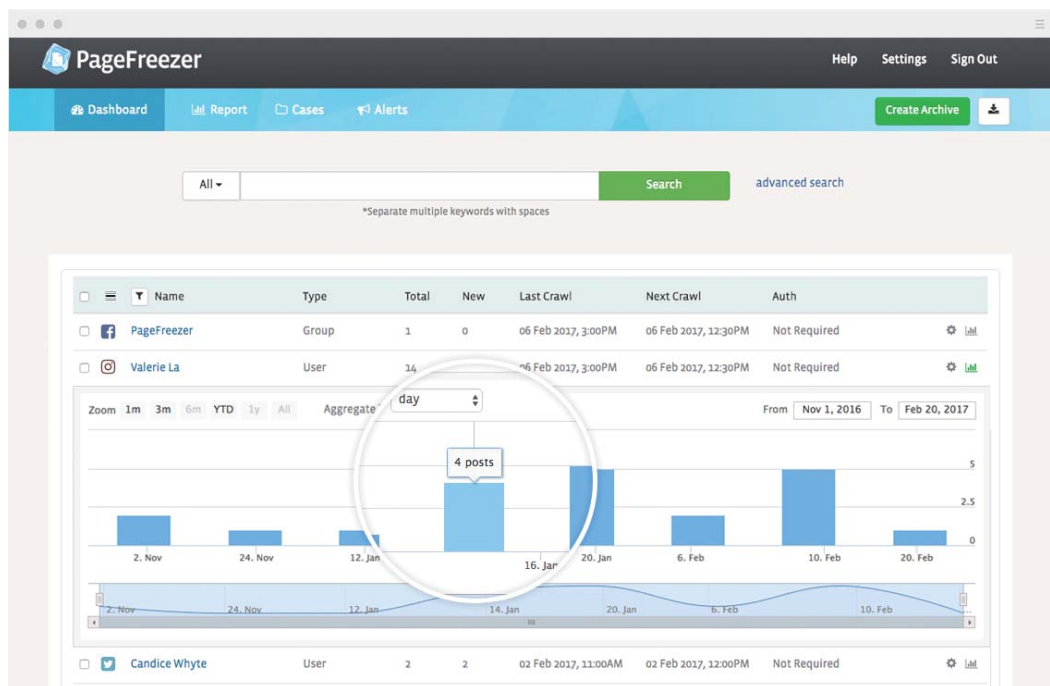 PageFreezer
Help Settings Sign Out
Dashboard Report Cases Alerts
Create Archive
All Search advanced search
*Separate multiple keywords with spaces
Name Type Total New Last Crawl Next Crawl Auth
PageFreezer Group 1 0 06 Feb 2017, 3:00PM 06 Feb 2017, 12:30PM Not Required
Valerie La User 14 06 Feb 2017, 3:00PM 06 Feb 2017, 12:30PM Not Required
Zoom 1m 3m 6m YTD 1y All Aggregate day From Nov 1, 2016 To Feb 20, 2017
4 posts
5
2.5
0
2. Nov 24. Nov 12. Jan 16. Jan 20. Jan 6. Feb 10. Feb 20. Feb
2. Nov 24. Nov 12. Jan 14. Jan 20. Jan 6. Feb 10. Feb
Candice Whyte User 2 2 02 Feb 2017, 11:00AM 02 Feb 2017, 12:00PM Not Required